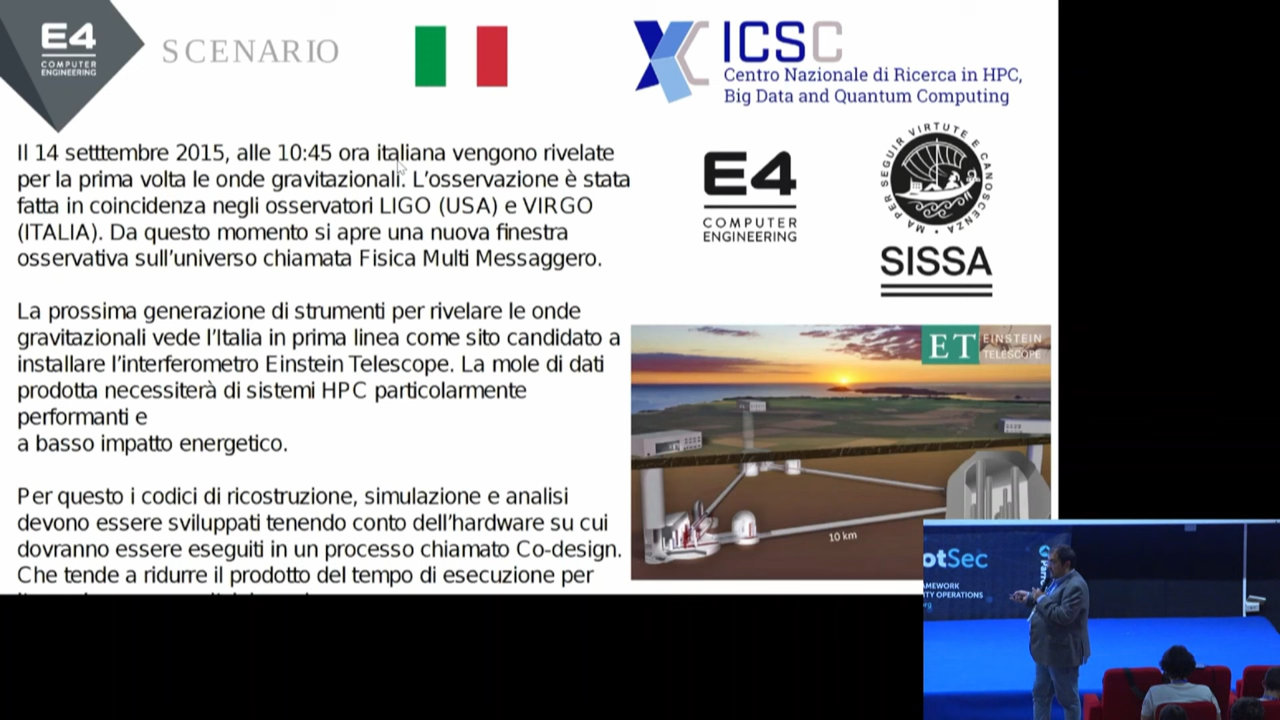 E4
COMPUTER
ENGINEERING
SCENARIO
ICSC
Centro Nazionale di Ricerca in HPC,
Big Data and Quantum Computing
Il 14 setttembre 2015, alle 10:45 ora italiana vengono rivelate
per la prima volta le onde gravitazionali. L'osservazione è stata
fatta in coincidenza negli osservatori LIGO (USA) e VIRGO
(ITALIA). Da questo momento si apre una nuova finestra
osservativa sull'universo chiamata Fisica Multi Messaggero.
La prossima generazione di strumenti per rivelare le onde
gravitazionali vede l'Italia in prima linea come sito candidato a
installare l'interferometro Einstein Telescope. La mole di dati
prodotta necessiterà di sistemi HPC particolarmente
performanti e
a basso impatto energetico.
Per questo i codici di ricostruzione, simulazione e analisi
devono essere sviluppati tenendo conto dell'hardware su cui
dovranno essere eseguiti in un processo chiamato Co-design.
Che tende a ridurre il prodotto del tempo di esecuzione per
E4
COMPUTER
ENGINEERING
MA PER SEGUIR VIRTUTE E CANOSCENZA
SISSA
ET EINSTEIN
TELESCOPE
10 km
otSec
AMEWORK
ITY OPERATIONS